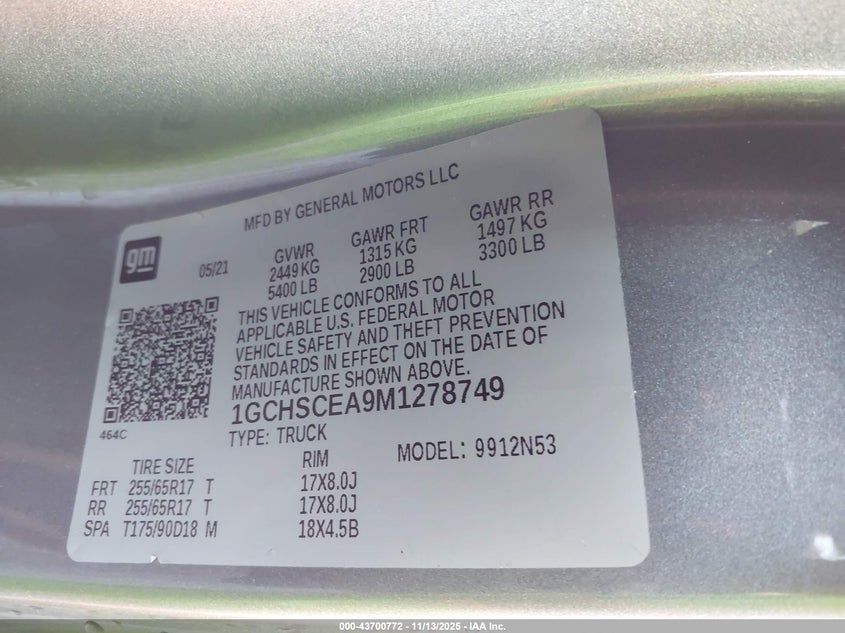 MFD BY GENERAL MOTORS LLC
gm
05/21
GVWR
2449 KG
5400 LB
GAWR FRT
1315 KG
2900 LB
GAWR RR
1497 KG
3300 LB
THIS VEHICLE CONFORMS TO ALL
APPLICABLE U.S. FEDERAL MOTOR
VEHICLE SAFETY AND THEFT PREVENTION
STANDARDS IN EFFECT ON THE DATE OF
MANUFACTURE SHOWN ABOVE.
1GCHSCEA9M1278749
464C
TYPE: TRUCK
MODEL: 9912N53
TIRE SIZE RIM
FRT 255/65R17 T 17X8.0J
RR 255/65R17 T 17X8.0J
SPA T175/90D18 M 18X4.5B
000-43700772 - 11/13/2025 - IAA Inc.